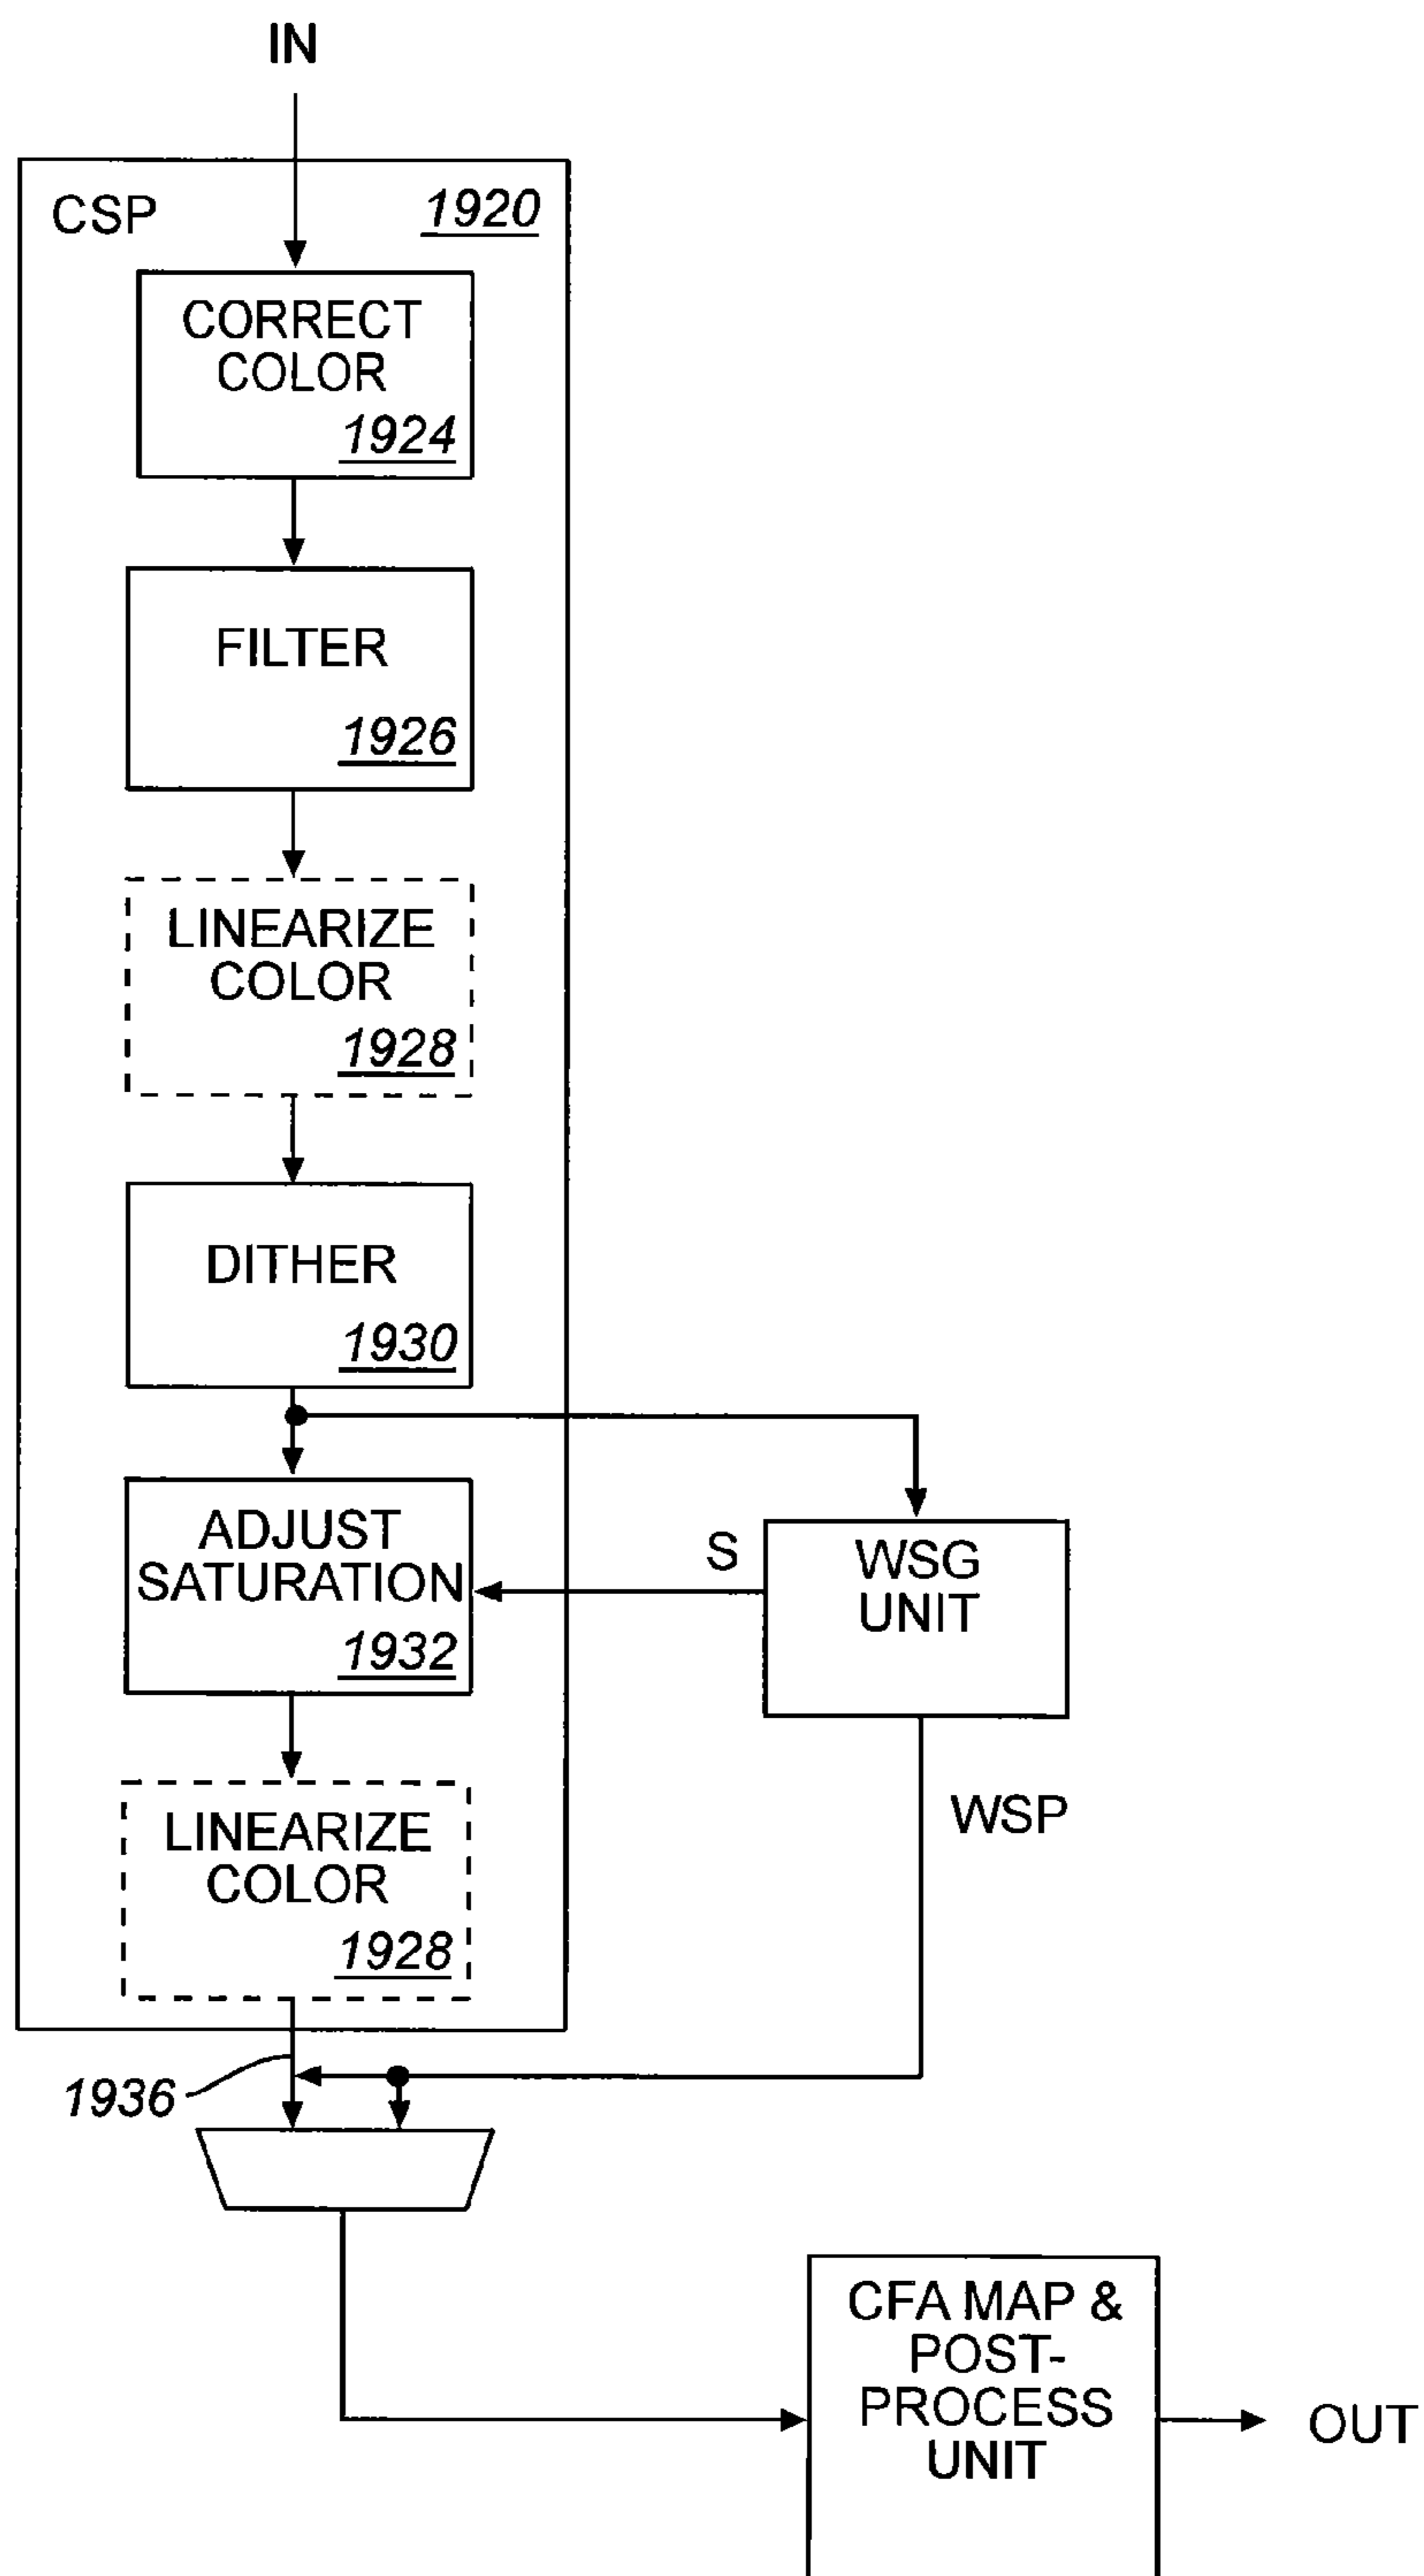 IN
CSP
1920
CORRECT
COLOR
1924
FILTER
1926
LINEARIZE
COLOR
1928
DITHER
1930
ADJUST
SATURATION
1932
S
WSG
UNIT
LINEARIZE
COLOR
1928
WSP
1936
CFA MAP &
POST-
PROCESS
UNIT
OUT